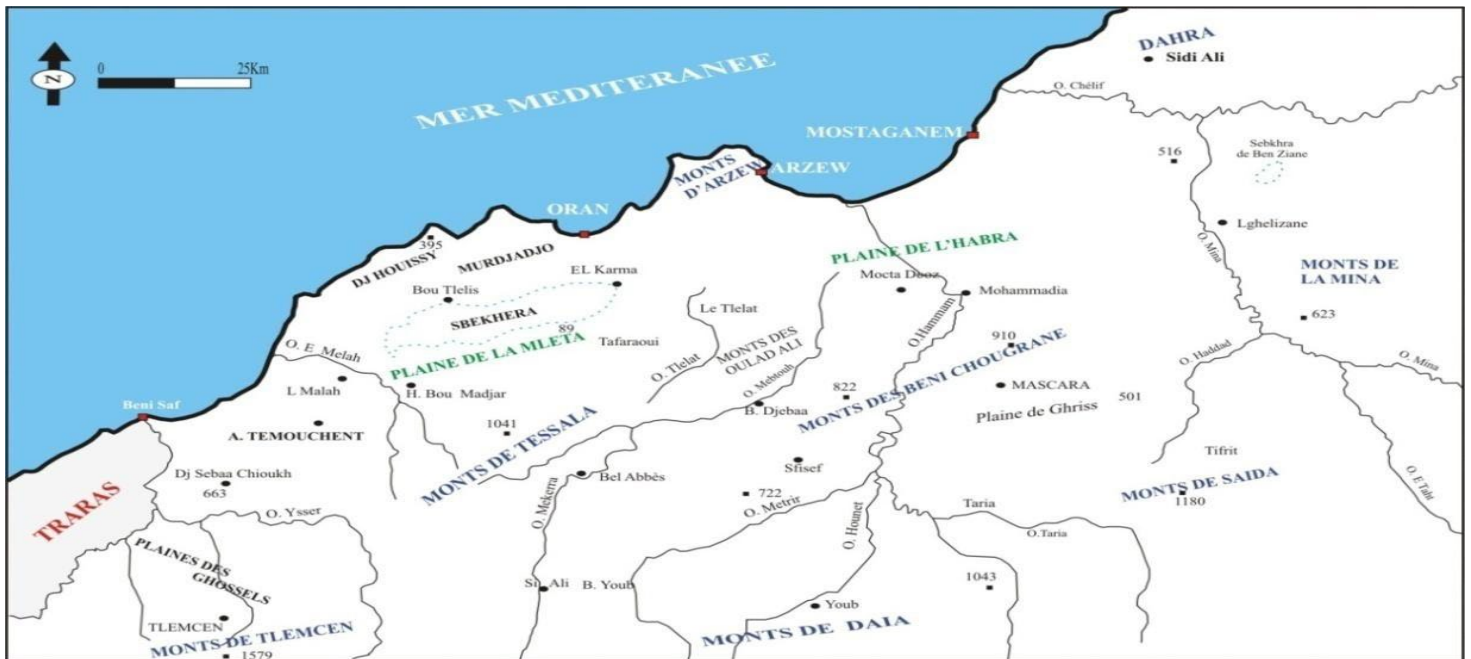 DAHRA
Sidi Ali
N
0
25Km
MER MEDITERANEE
O. Chélif
MOSTAGANEM
516
Sebkhra
de Ben Ziane
MONTS
D'ARZEW
ARZEW
ORAN
Lghelizane
O. Mina
395
DJ HOUISSY
MURDJADJO
PLAINE DE L'HABRA
EL Karma
Mocta Dooz
Mohammadia
MONTS DE
LA MINA
Bou Tlelis
SBEKHERA
Le Tlelat
623
89
Tafaraoui
O.Hammam
910
O. E Melah
PLAINE DE LA MLETA
O. Tlelat
MONTS DES
OULAD ALI
O. Haddad
O. Mina
L Malah
H. Bou Madjar
O. Mebtouh
822
MONTS DES BENI CHOUGRANE
MASCARA
501
Beni Saf
B. Djebaa
Plaine de Ghriss
A. TEMOUCHENT
1041
MONTS DE TESSALA
Tifrit
Dj Sebaa Chioukh
663
Bel Abbès
Sfisef
O. E Taht
TRARAS
722
MONTS DE SAIDA
1180
O. Mekerra
O. Metrir
O. Ysser
O. Hounet
Taria
O.Taria
PLAINES DES
GHOSSELS
1043
Si Ali
B. Youb
Youb
TLEMCEN
MONTS DE TLEMCEN
MONTS DE DAIA
1579